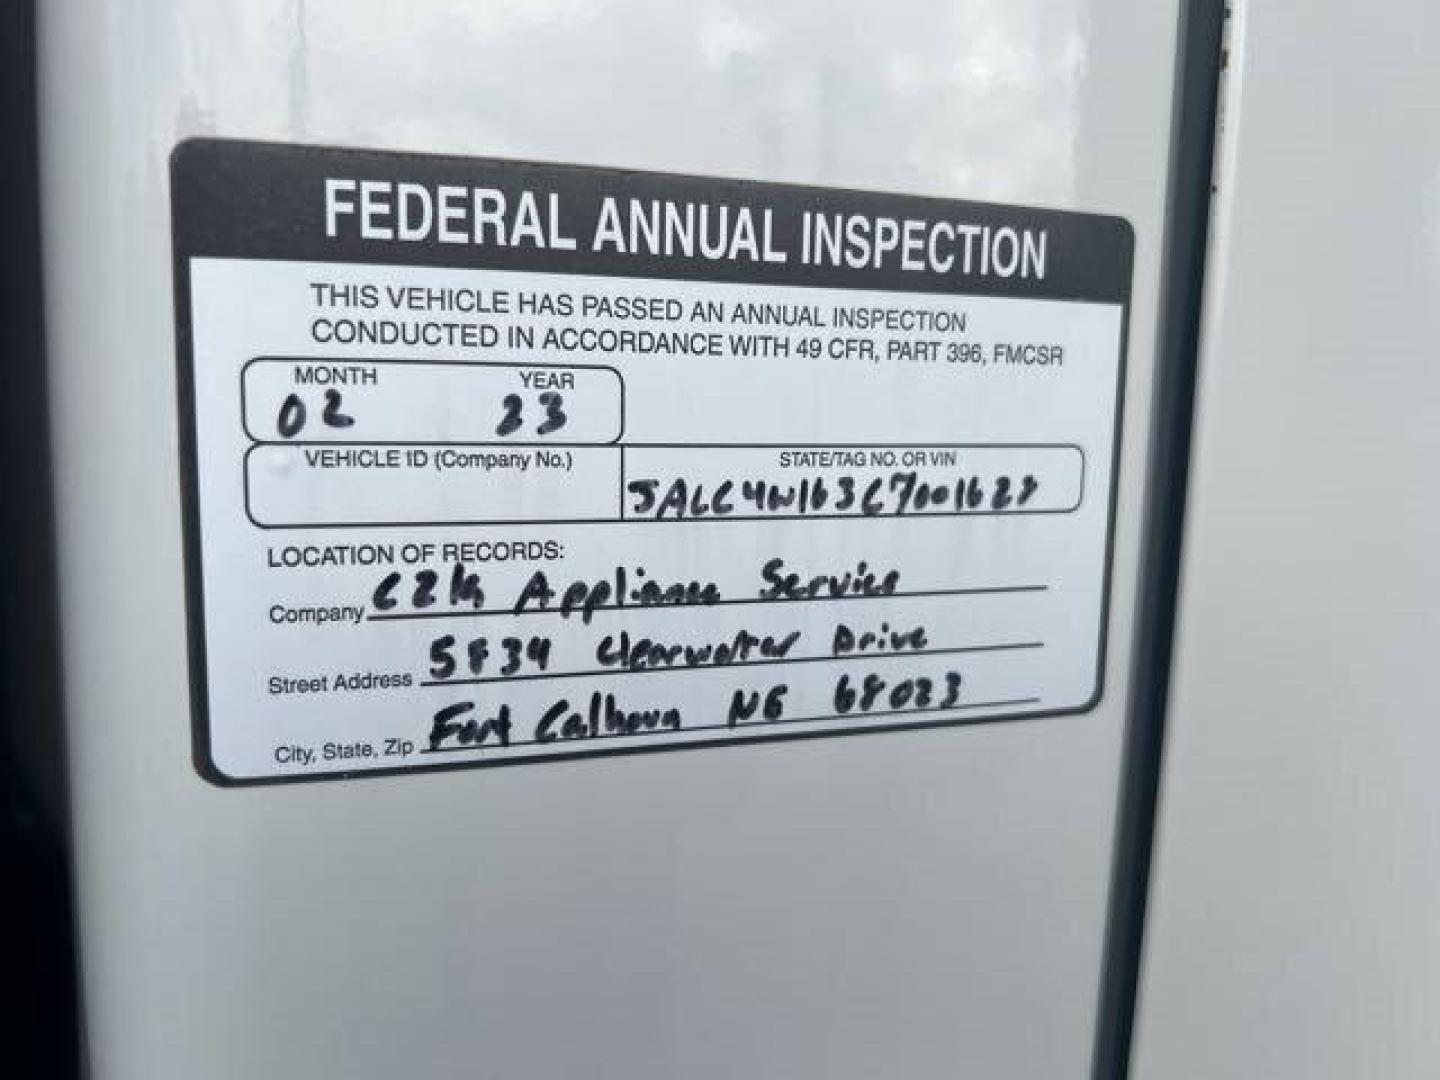 FEDERAL ANNUAL INSPECTION
THIS VEHICLE HAS PASSED AN ANNUAL INSPECTION
CONDUCTED IN ACCORDANCE WITH 49 CFR, PART 396, FMCSR
MONTH YEAR
02 23
VEHICLE ID (Company No.) STATE/TAG NO. OR VIN
JALC4W163C7001628
LOCATION OF RECORDS:
Company Appliance Service
Street Address 5834 Clearwater Drive
City, State, Zip Fort Calhoun NE 68023